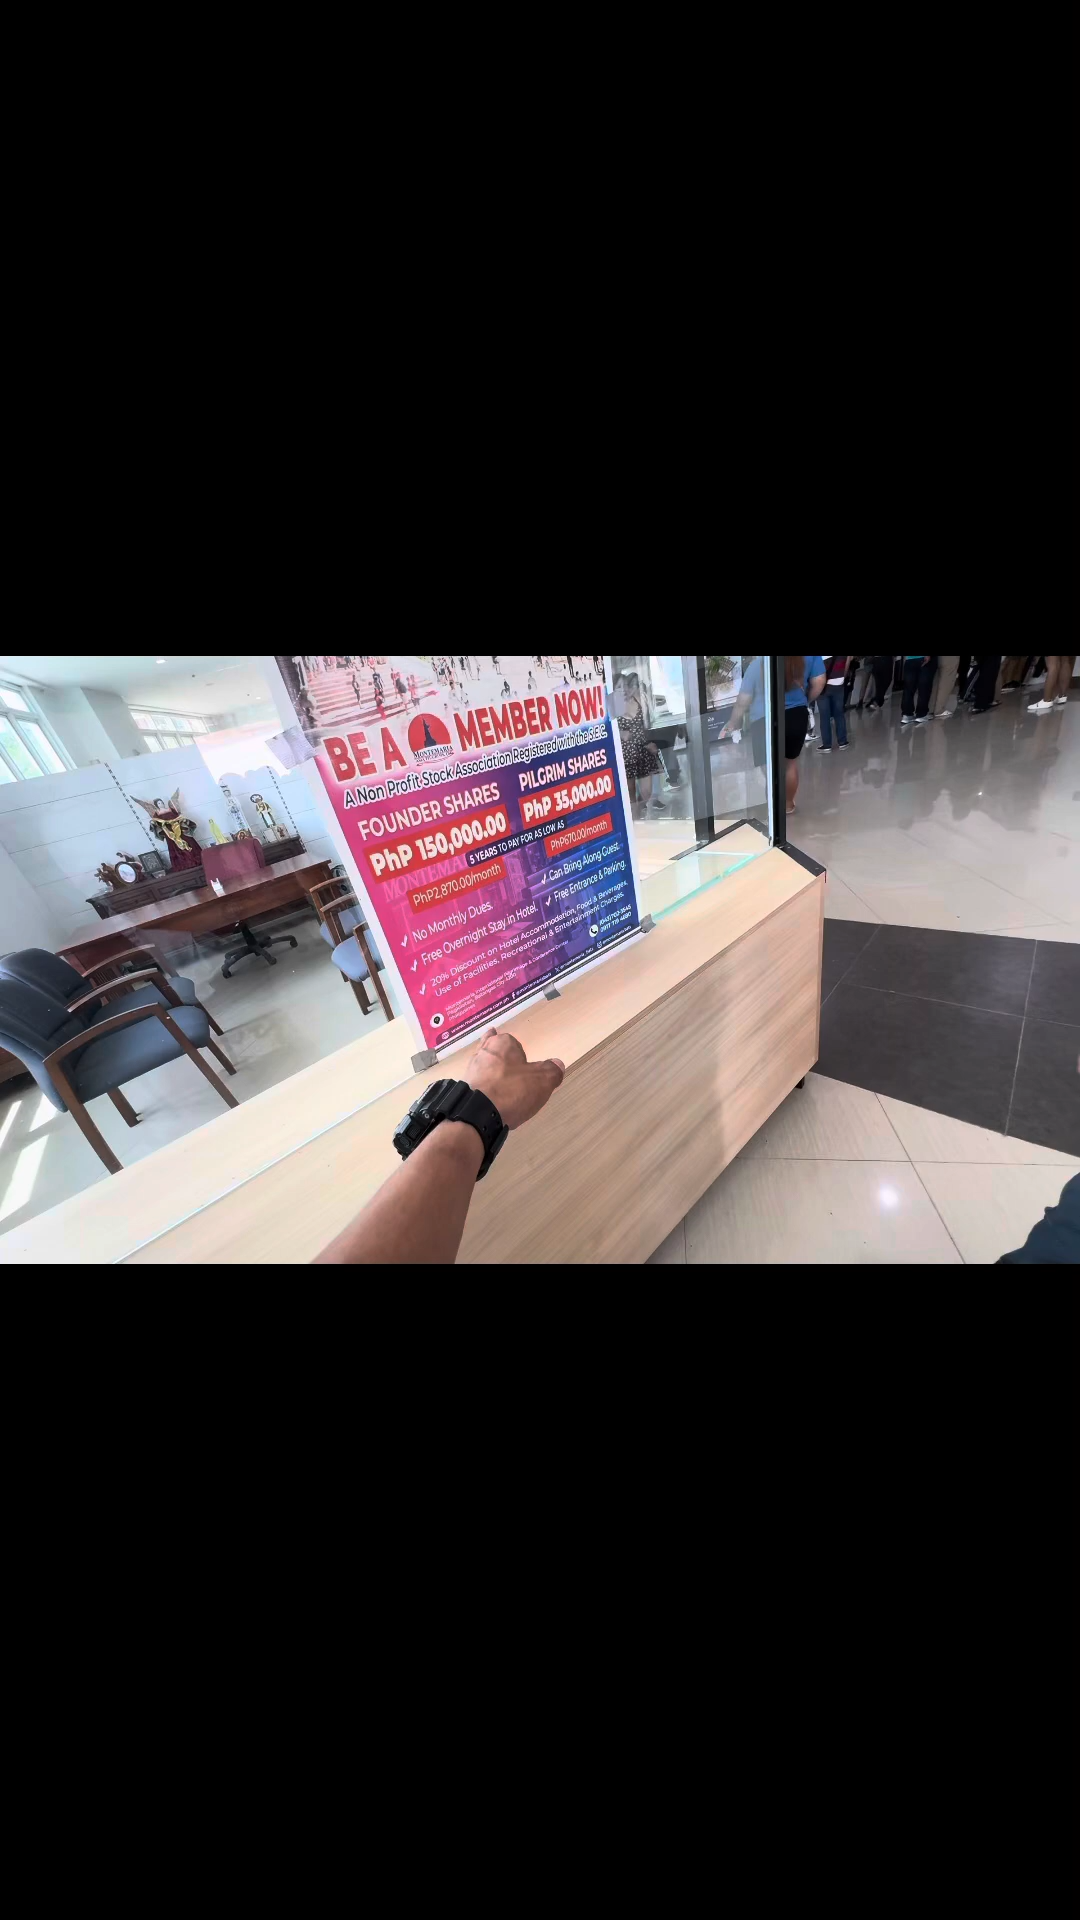 BE A MONTEMARIA MEMBER NOW!
A Non Profit Stock Association Registered with the S.E.C.
FOUNDER SHARES
PhP 150,000.00
PILGRIM SHARES
PhP 35,000.00
5 YEARS TO PAY FOR AS LOW AS
PhP2,870.00/month
PhP670.00/month
✓ No Monthly Dues.
✓ Can Bring Along Guest.
✓ Free Overnight Stay in Hotel.
✓ Free Entrance & Parking.
✓ 20% Discount on Hotel Accommodation, Food & Beverages,
Use of Facilities, Recreational & Entertainment Charges.